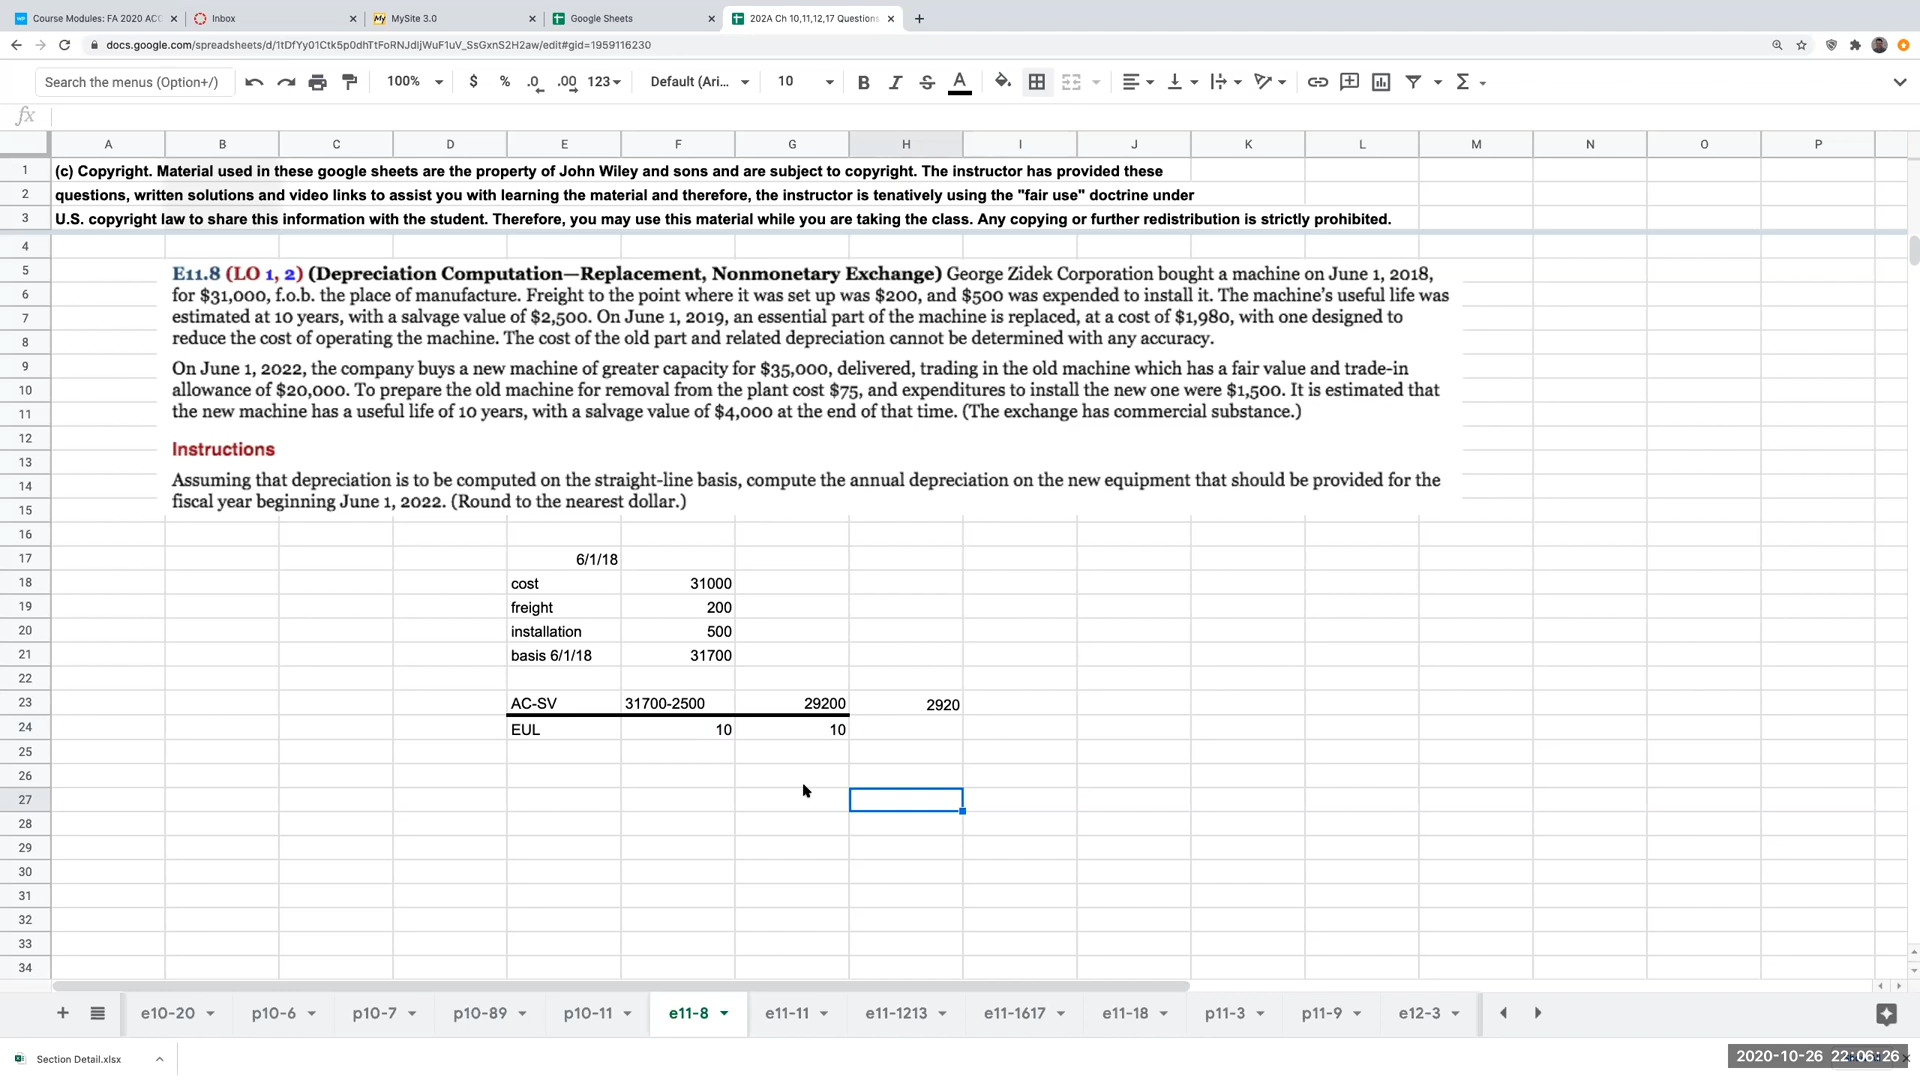 Course Modules: FA 2020 ACC
Inbox
MySite 3.0
Google Sheets
202A Ch 10,11,12,17 Questions
docs.google.com/spreadsheets/d/1tDfYy01Ctk5p0dhTtFoRNJdIjWuF1uV_SsGxnS2H2aw/edit#gid=1959116230
Search the menus (Option+/)
100% $ % .0 .00 123 Default (Ari... 10 B I S A Σ
fx
A B C D E F G H I J K L M N O P
1 (c) Copyright. Material used in these google sheets are the property of John Wiley and sons and are subject to copyright. The instructor has provided these
2 questions, written solutions and video links to assist you with learning the material and therefore, the instructor is tenatively using the "fair use" doctrine under
3 U.S. copyright law to share this information with the student. Therefore, you may use this material while you are taking the class. Any copying or further redistribution is strictly prohibited.
4
5 E11.8 (LO 1, 2) (Depreciation Computation—Replacement, Nonmonetary Exchange) George Zidek Corporation bought a machine on June 1, 2018,
6 for $31,000, f.o.b. the place of manufacture. Freight to the point where it was set up was $200, and $500 was expended to install it. The machine's useful life was
7 estimated at 10 years, with a salvage value of $2,500. On June 1, 2019, an essential part of the machine is replaced, at a cost of $1,980, with one designed to
8 reduce the cost of operating the machine. The cost of the old part and related depreciation cannot be determined with any accuracy.
9 On June 1, 2022, the company buys a new machine of greater capacity for $35,000, delivered, trading in the old machine which has a fair value and trade-in
10 allowance of $20,000. To prepare the old machine for removal from the plant cost $75, and expenditures to install the new one were $1,500. It is estimated that
11 the new machine has a useful life of 10 years, with a salvage value of $4,000 at the end of that time. (The exchange has commercial substance.)
12
13 Instructions
14 Assuming that depreciation is to be computed on the straight-line basis, compute the annual depreciation on the new equipment that should be provided for the
15 fiscal year beginning June 1, 2022. (Round to the nearest dollar.)
16
17 6/1/18
18 cost 31000
19 freight 200
20 installation 500
21 basis 6/1/18 31700
22
23 AC-SV 31700-2500 29200 2920
24 EUL 10 10
25
26
27
28
29
30
31
32
33
34
e10-20 p10-6 p10-7 p10-89 p10-11 e11-8 e11-11 e11-1213 e11-1617 e11-18 p11-3 p11-9 e12-3
Section Detail.xlsx
2020-10-26 22:06:26